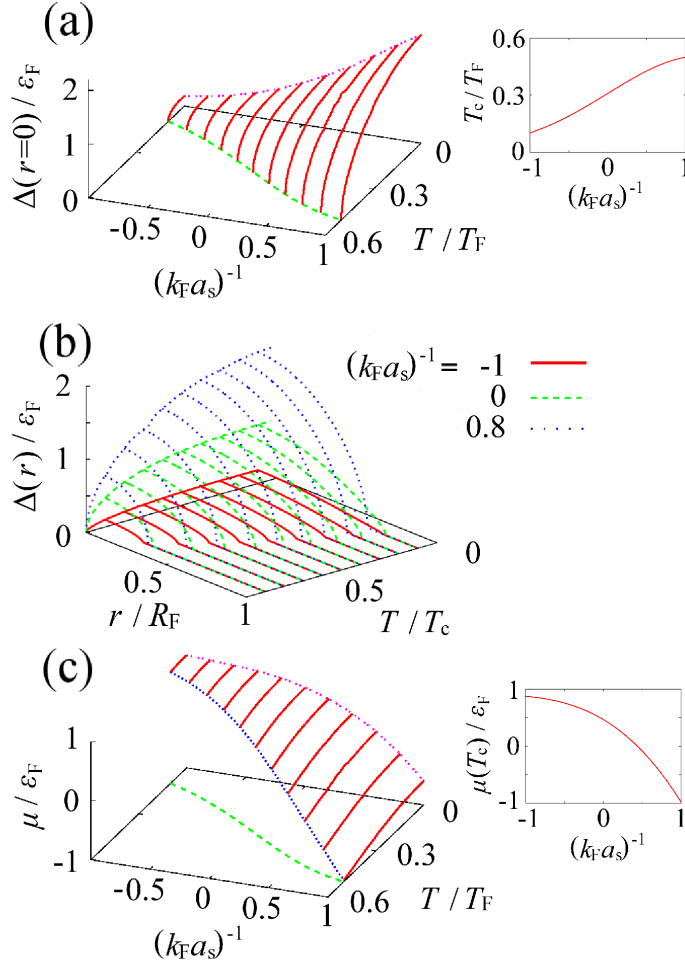 (a)
Δ(r=0) / εF
2
1
0
-0.5
0
0.5
1
(kFas)-1
0
0.3
0.6
T / TF
Tc / TF
0.6
0.3
0
-1
0
1
(kFas)-1
(b)
(kFas)-1 = -1
0
0.8
Δ(r) / εF
2
1
0
0.5
1
r / RF
0
0.5
T / Tc
(c)
μ / εF
1
0
-1
-0.5
0
0.5
1
(kFas)-1
0
0.3
0.6
T / TF
μ(Tc) / εF
1
0
-1
-1
0
1
(kFas)-1